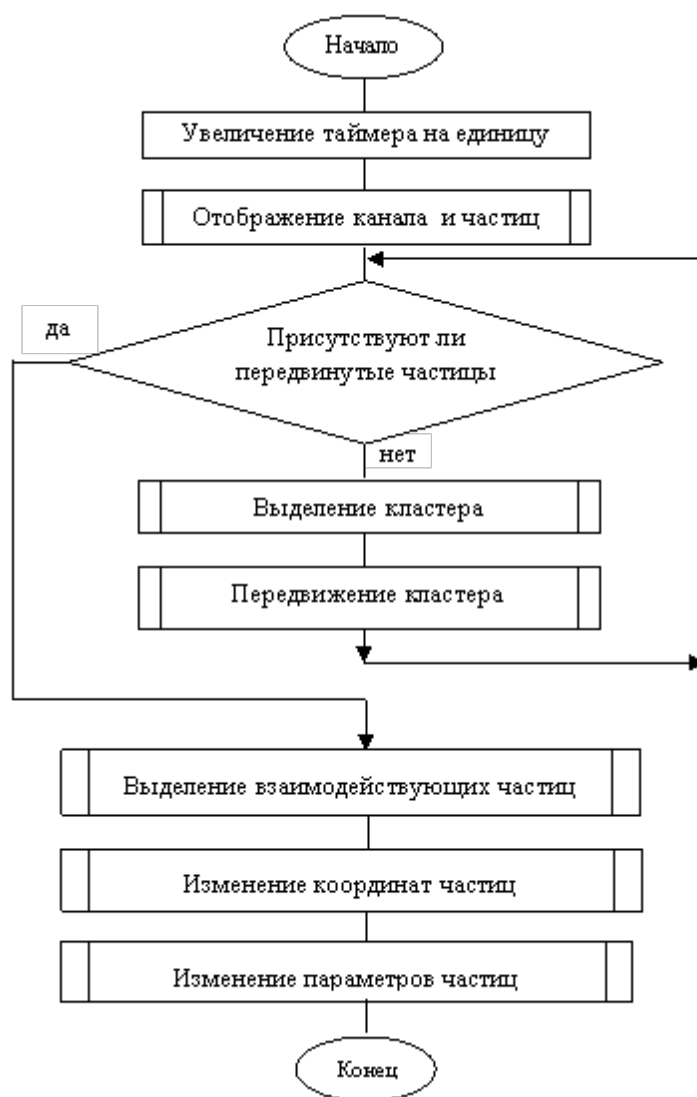 Начало
Увеличение таймера на единицу
Отображение канала и частиц
да
Присутствуют ли
передвинутые частицы
нет
Выделение кластера
Передвижение кластера
Выделение взаимодействующих частиц
Изменение координат частиц
Изменение параметров частиц
Конец